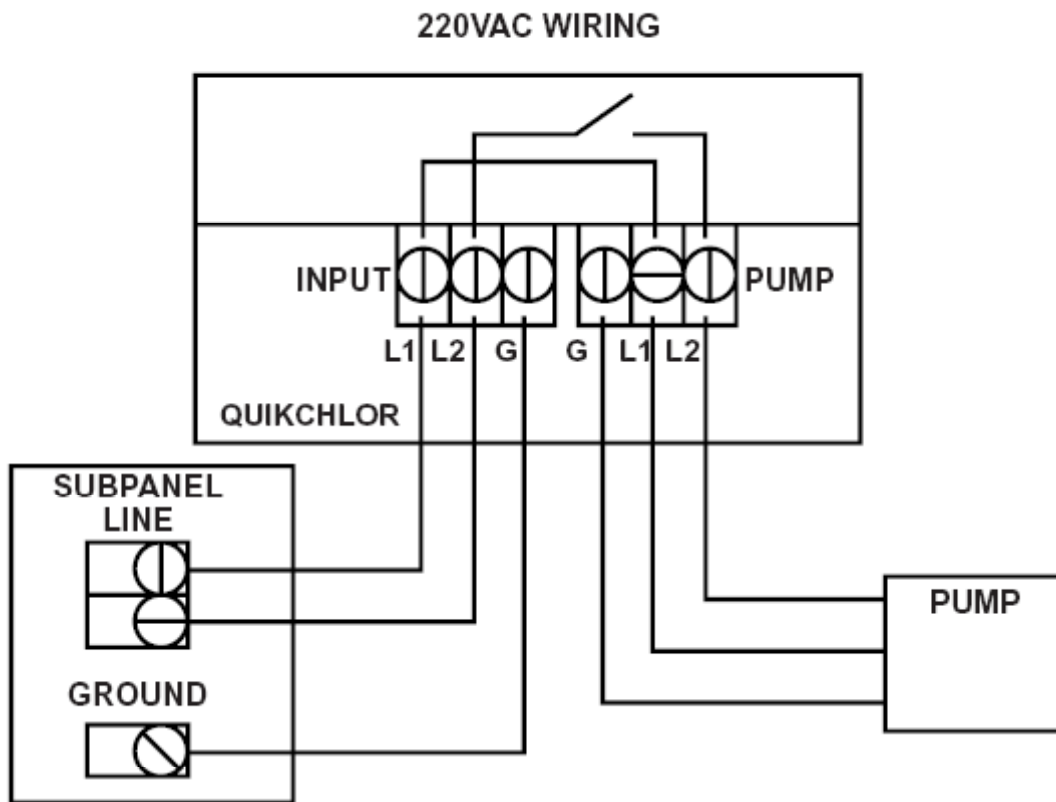 220VAC WIRING
INPUT
PUMP
L1 L2 G G L1 L2
QUIKCHLOR
SUBPANEL
LINE
PUMP
GROUND